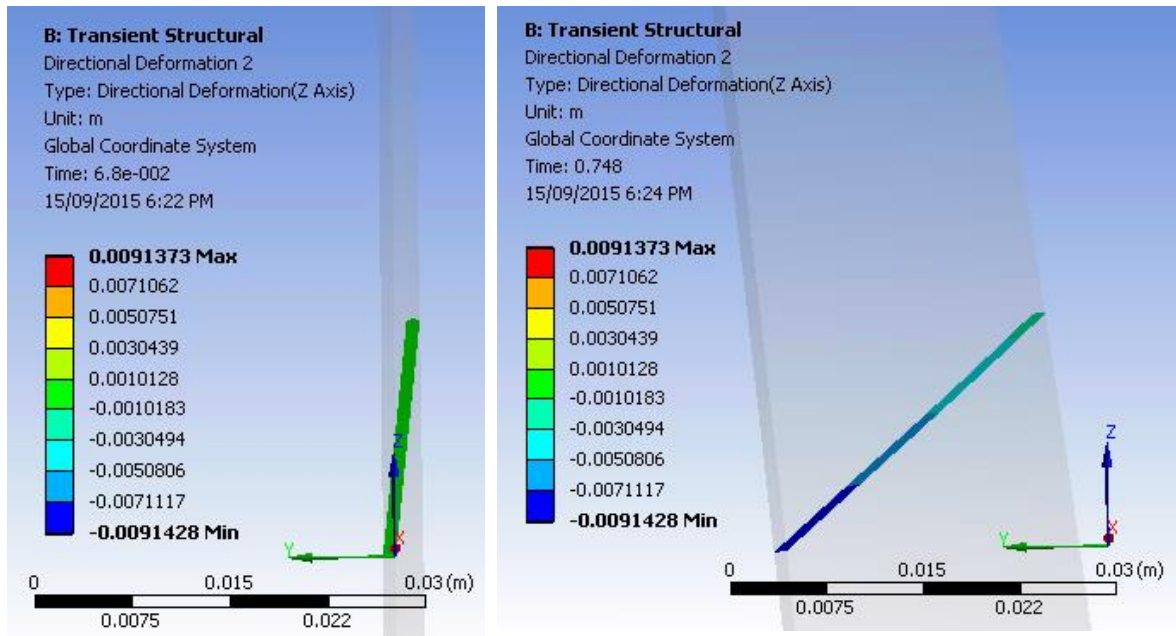 B: Transient Structural
Directional Deformation 2
Type: Directional Deformation(Z Axis)
Unit: m
Global Coordinate System
Time: 6.8e-002
15/09/2015 6:22 PM
0.0091373 Max
0.0071062
0.0050751
0.0030439
0.0010128
-0.0010183
-0.0030494
-0.0050806
-0.0071117
-0.0091428 Min
Z
Y
X
0
0.015
0.03 (m)
0.0075
0.022
B: Transient Structural
Directional Deformation 2
Type: Directional Deformation(Z Axis)
Unit: m
Global Coordinate System
Time: 0.748
15/09/2015 6:24 PM
0.0091373 Max
0.0071062
0.0050751
0.0030439
0.0010128
-0.0010183
-0.0030494
-0.0050806
-0.0071117
-0.0091428 Min
Z
X
Y
0
0.015
0.03 (m)
0.0075
0.022